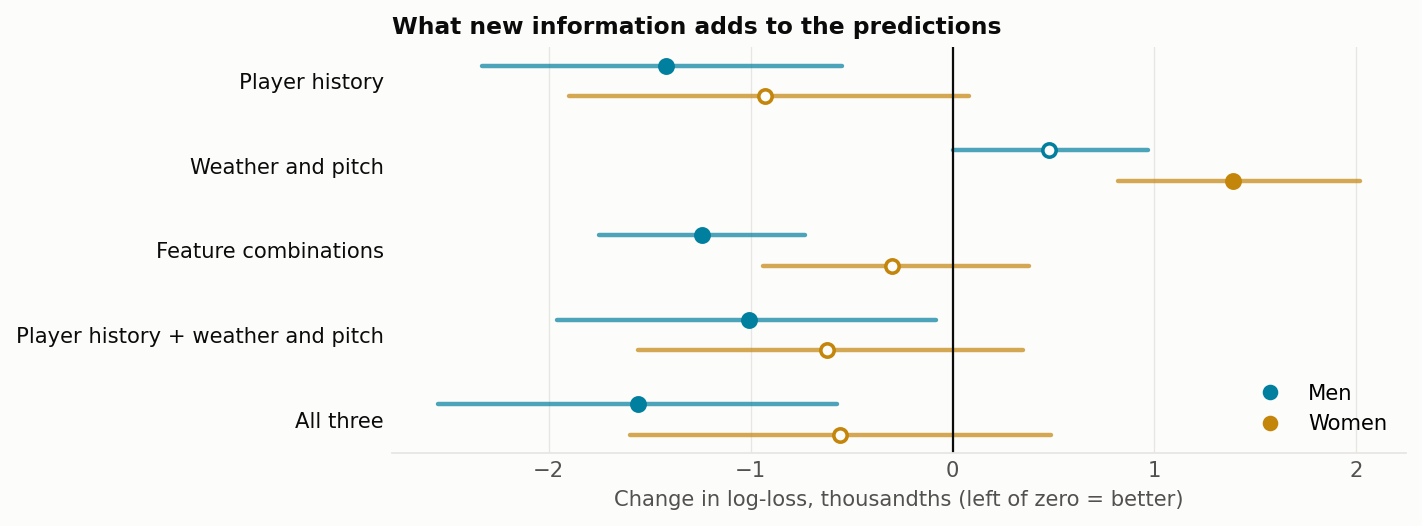 What new information adds to the predictions
Player history
Weather and pitch
Feature combinations
Player history + weather and pitch
All three
Men
Women
−2 −1 0 1 2
Change in log-loss, thousandths (left of zero = better)